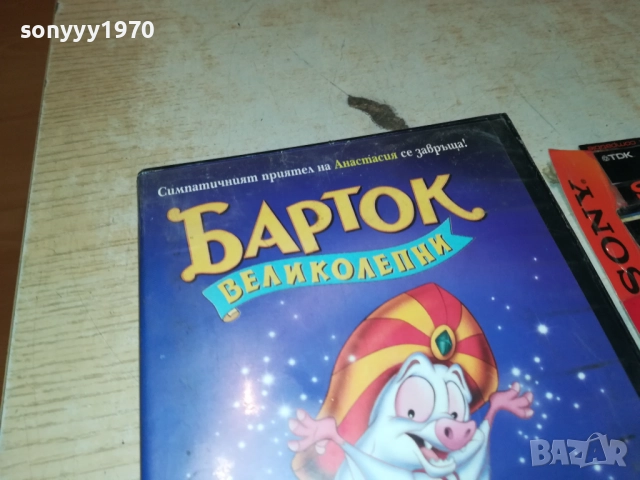 sonyyy1970
Симпатичният приятел на Анастасия се завръща!
БАРТОК
ВЕЛИКОЛЕПНИ
TDK
SONY
BAZAR